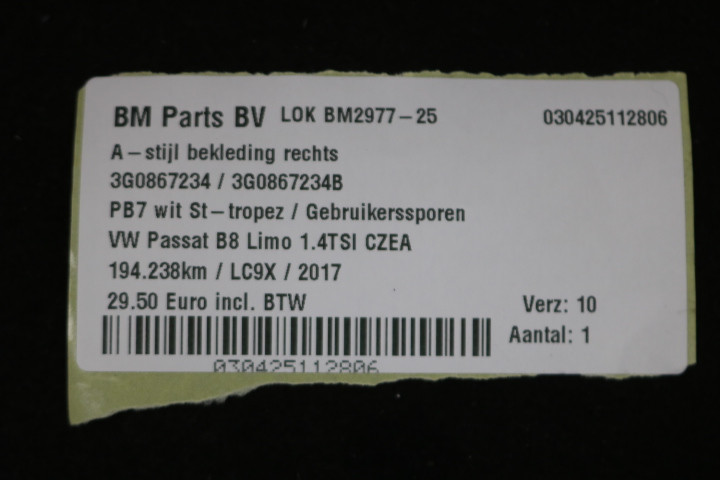 BM Parts BV LOK BM2977-25 030425112806
A-stijl bekleding rechts
3G0867234 / 3G0867234B
PB7 wit St-tropez / Gebruikerssporen
VW Passat B8 Limo 1.4TSI CZEA
194.238km / LC9X / 2017
29.50 Euro incl. BTW Verz: 10
Aantal: 1
030425112806